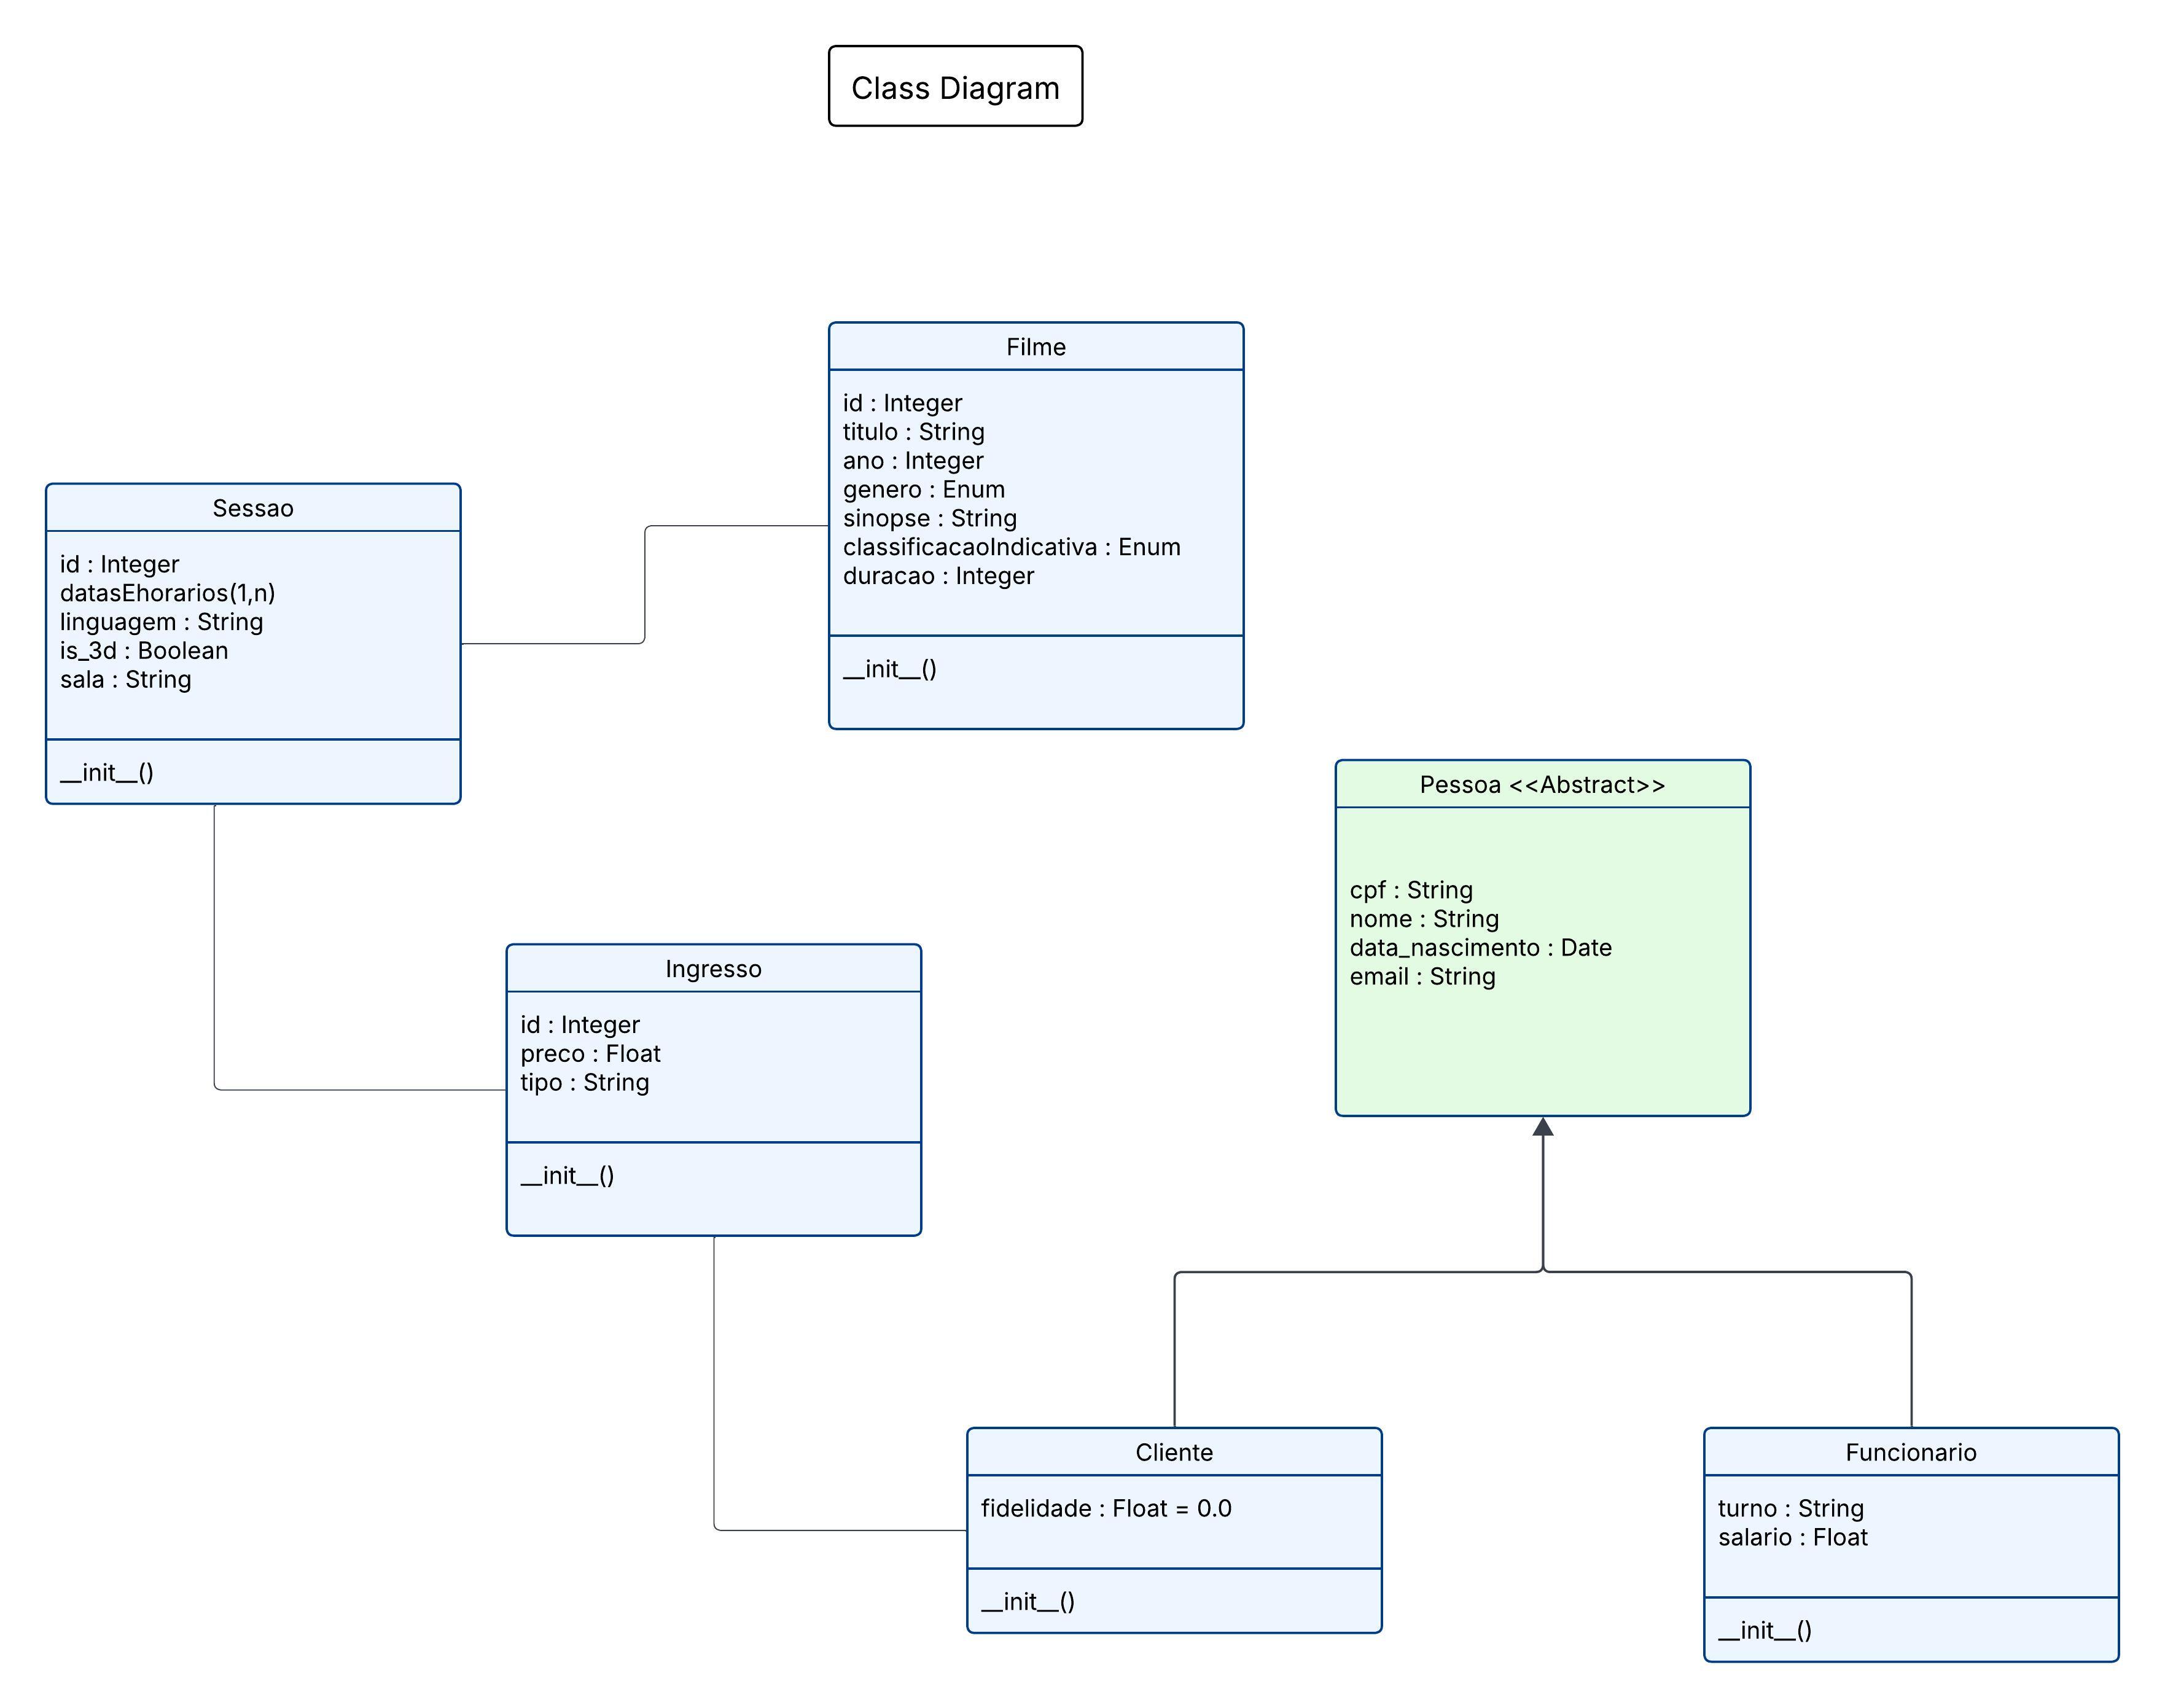 Class Diagram
Filme
id : Integer
titulo : String
ano : Integer
genero : Enum
sinopse : String
classificacaoIndicativa : Enum
duracao : Integer
__init__()
Sessao
id : Integer
datasEhorarios(1,n)
linguagem : String
is_3d : Boolean
sala : String
__init__()
Pessoa <<Abstract>>
cpf : String
nome : String
data_nascimento : Date
email : String
Ingresso
id : Integer
preco : Float
tipo : String
__init__()
Cliente
fidelidade : Float = 0.0
__init__()
Funcionario
turno : String
salario : Float
__init__()